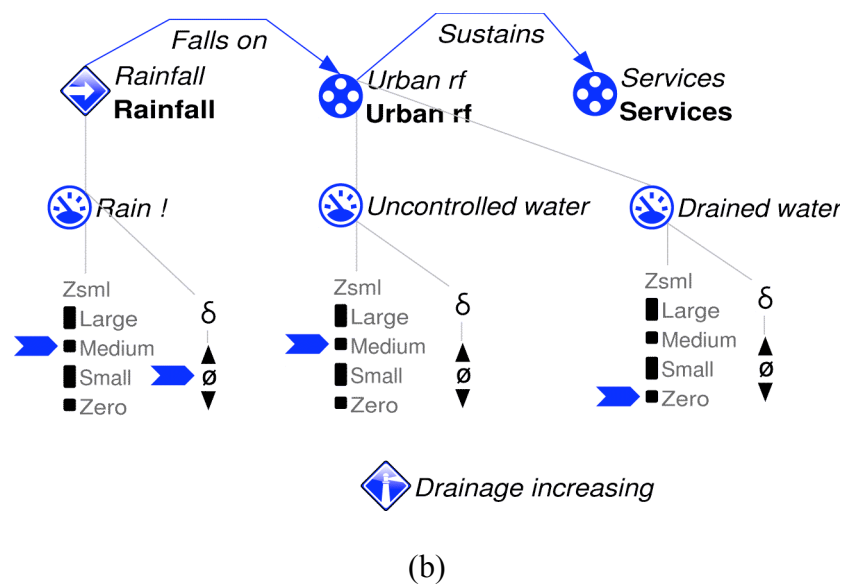 Falls on
Sustains
Rainfall
Rainfall
Urban rf
Urban rf
Services
Services
Rain !
Uncontrolled water
Drained water
Zsml
Large
Medium
Small
Zero
δ
ø
Zsml
Large
Medium
Small
Zero
δ
ø
Zsml
Large
Medium
Small
Zero
δ
ø
Drainage increasing
(b)